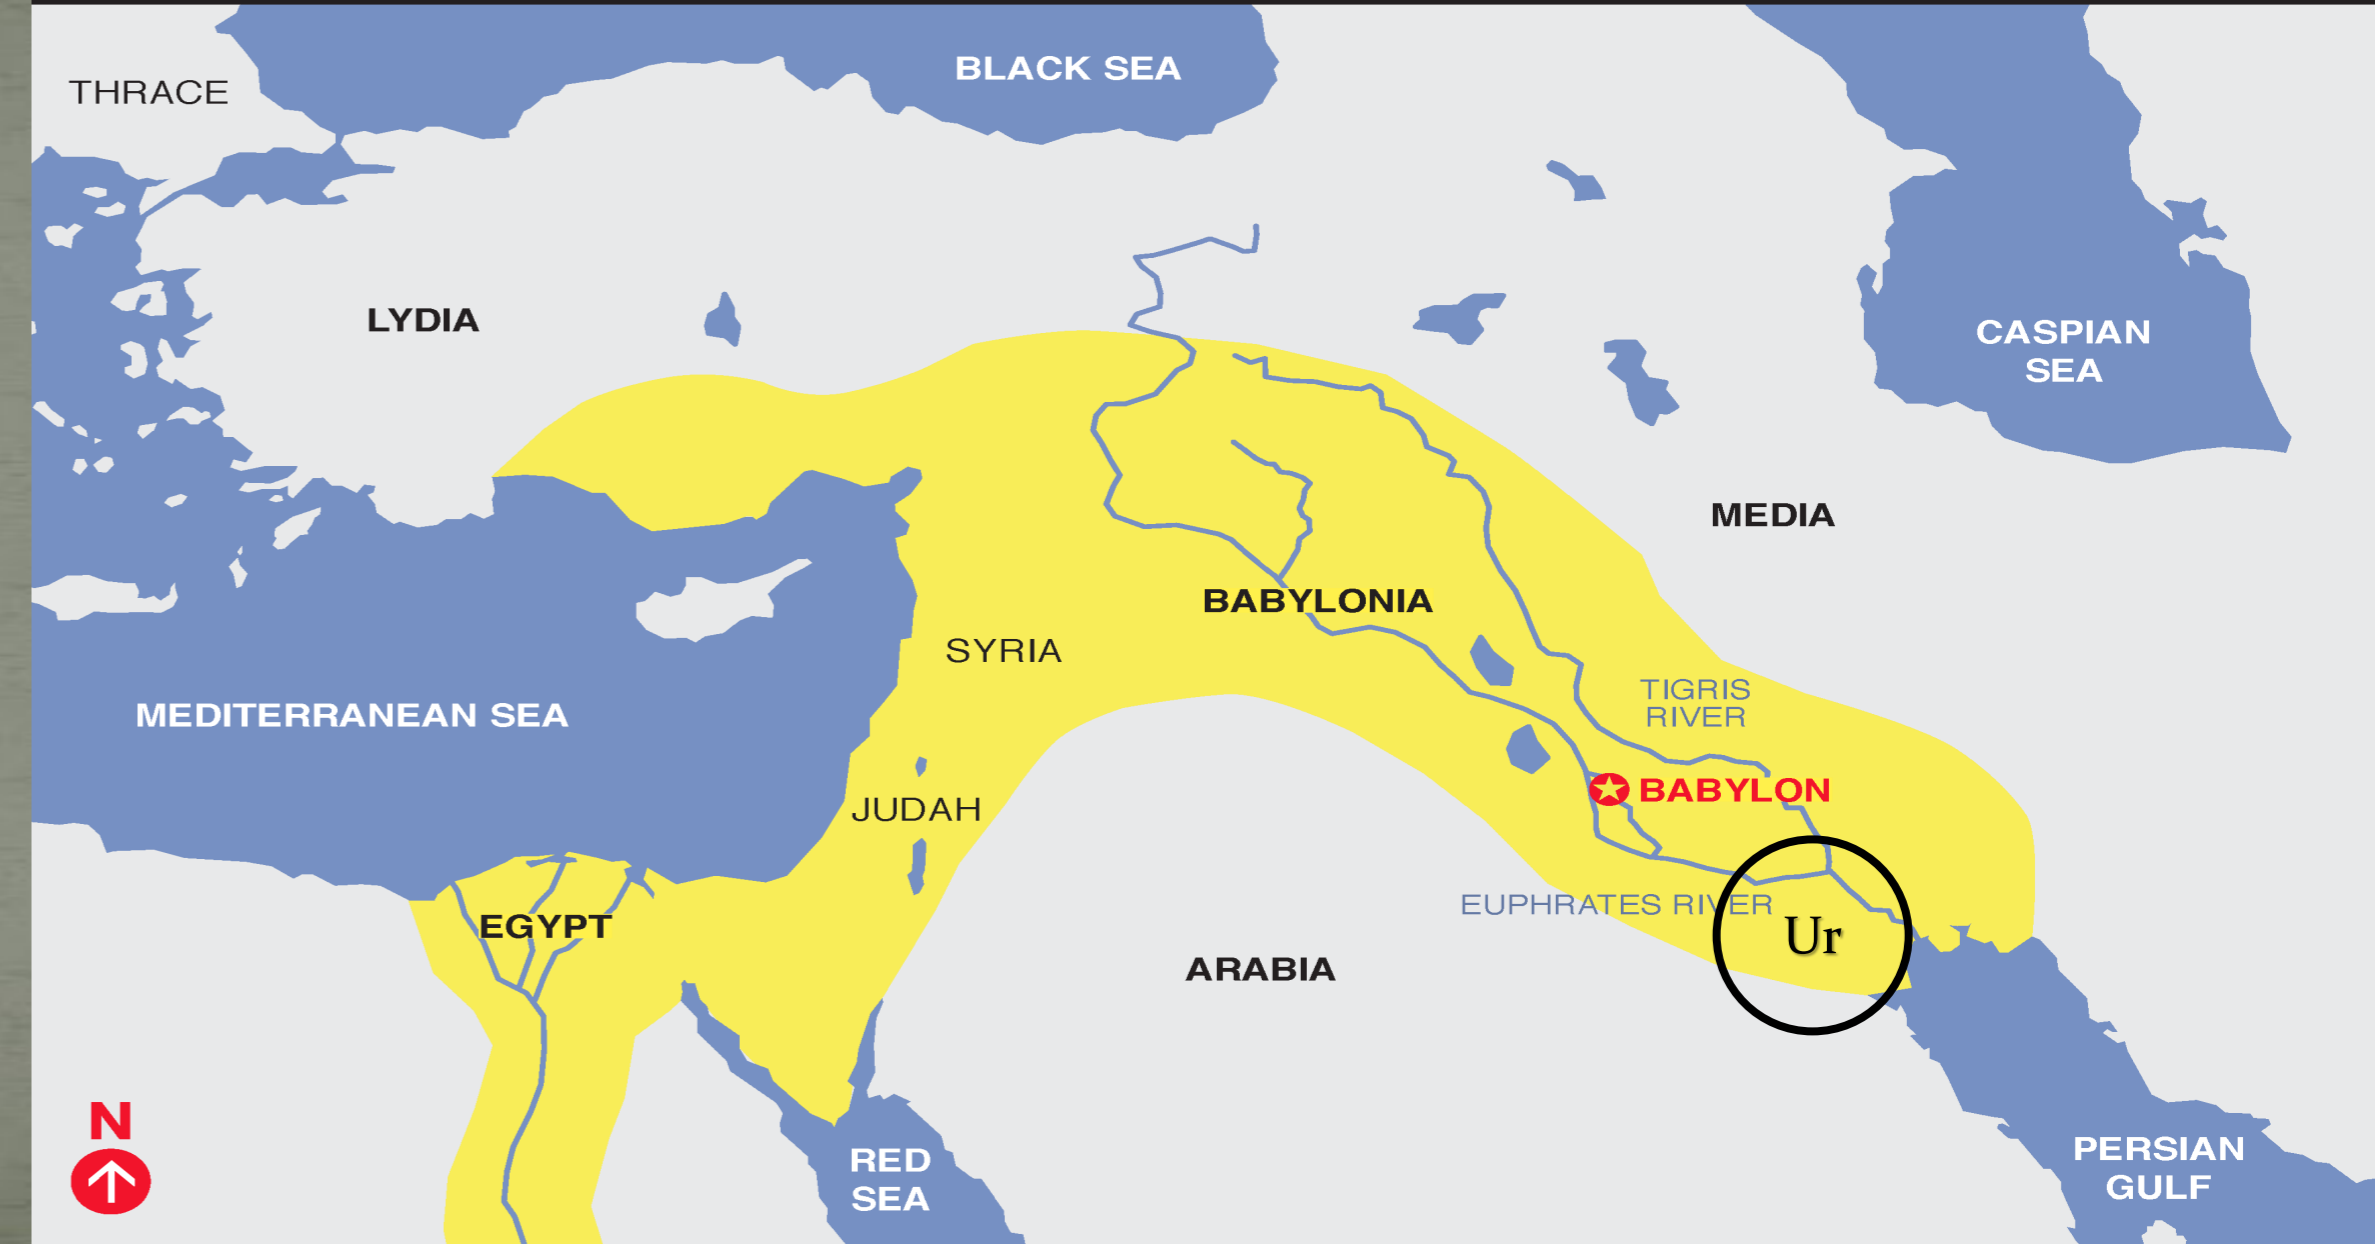 BLACK SEA
THRACE
LYDIA
CASPIAN
SEA
MEDIA
BABYLONIA
SYRIA
TIGRIS
RIVER
MEDITERRANEAN SEA
BABYLON
JUDAH
EUPHRATES RIVER
EGYPT
Ur
ARABIA
N
PERSIAN
GULF
RED
SEA